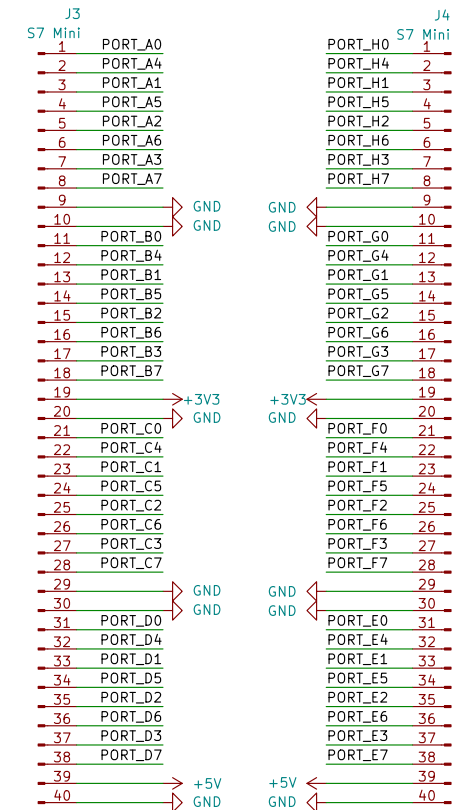 J3 J4
S7 Mini S7 Mini
1 PORT_A0 PORT_H0 1
2 PORT_A4 PORT_H4 2
3 PORT_A1 PORT_H1 3
4 PORT_A5 PORT_H5 4
5 PORT_A2 PORT_H2 5
6 PORT_A6 PORT_H6 6
7 PORT_A3 PORT_H3 7
8 PORT_A7 PORT_H7 8
9 GND GND 9
10 GND GND 10
11 PORT_B0 PORT_G0 11
12 PORT_B4 PORT_G4 12
13 PORT_B1 PORT_G1 13
14 PORT_B5 PORT_G5 14
15 PORT_B2 PORT_G2 15
16 PORT_B6 PORT_G6 16
17 PORT_B3 PORT_G3 17
18 PORT_B7 PORT_G7 18
19 +3V3 +3V3 19
20 GND GND 20
21 PORT_C0 PORT_F0 21
22 PORT_C4 PORT_F4 22
23 PORT_C1 PORT_F1 23
24 PORT_C5 PORT_F5 24
25 PORT_C2 PORT_F2 25
26 PORT_C6 PORT_F6 26
27 PORT_C3 PORT_F3 27
28 PORT_C7 PORT_F7 28
29 GND GND 29
30 GND GND 30
31 PORT_D0 PORT_E0 31
32 PORT_D4 PORT_E4 32
33 PORT_D1 PORT_E1 33
34 PORT_D5 PORT_E5 34
35 PORT_D2 PORT_E2 35
36 PORT_D6 PORT_E6 36
37 PORT_D3 PORT_E3 37
38 PORT_D7 PORT_E7 38
39 +5V +5V 39
40 GND GND 40